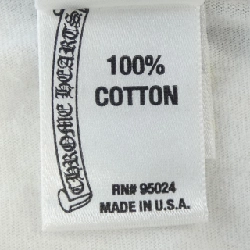 CHROME HEARTS
100%
COTTON
RN# 95024
MADE IN U.S.A.